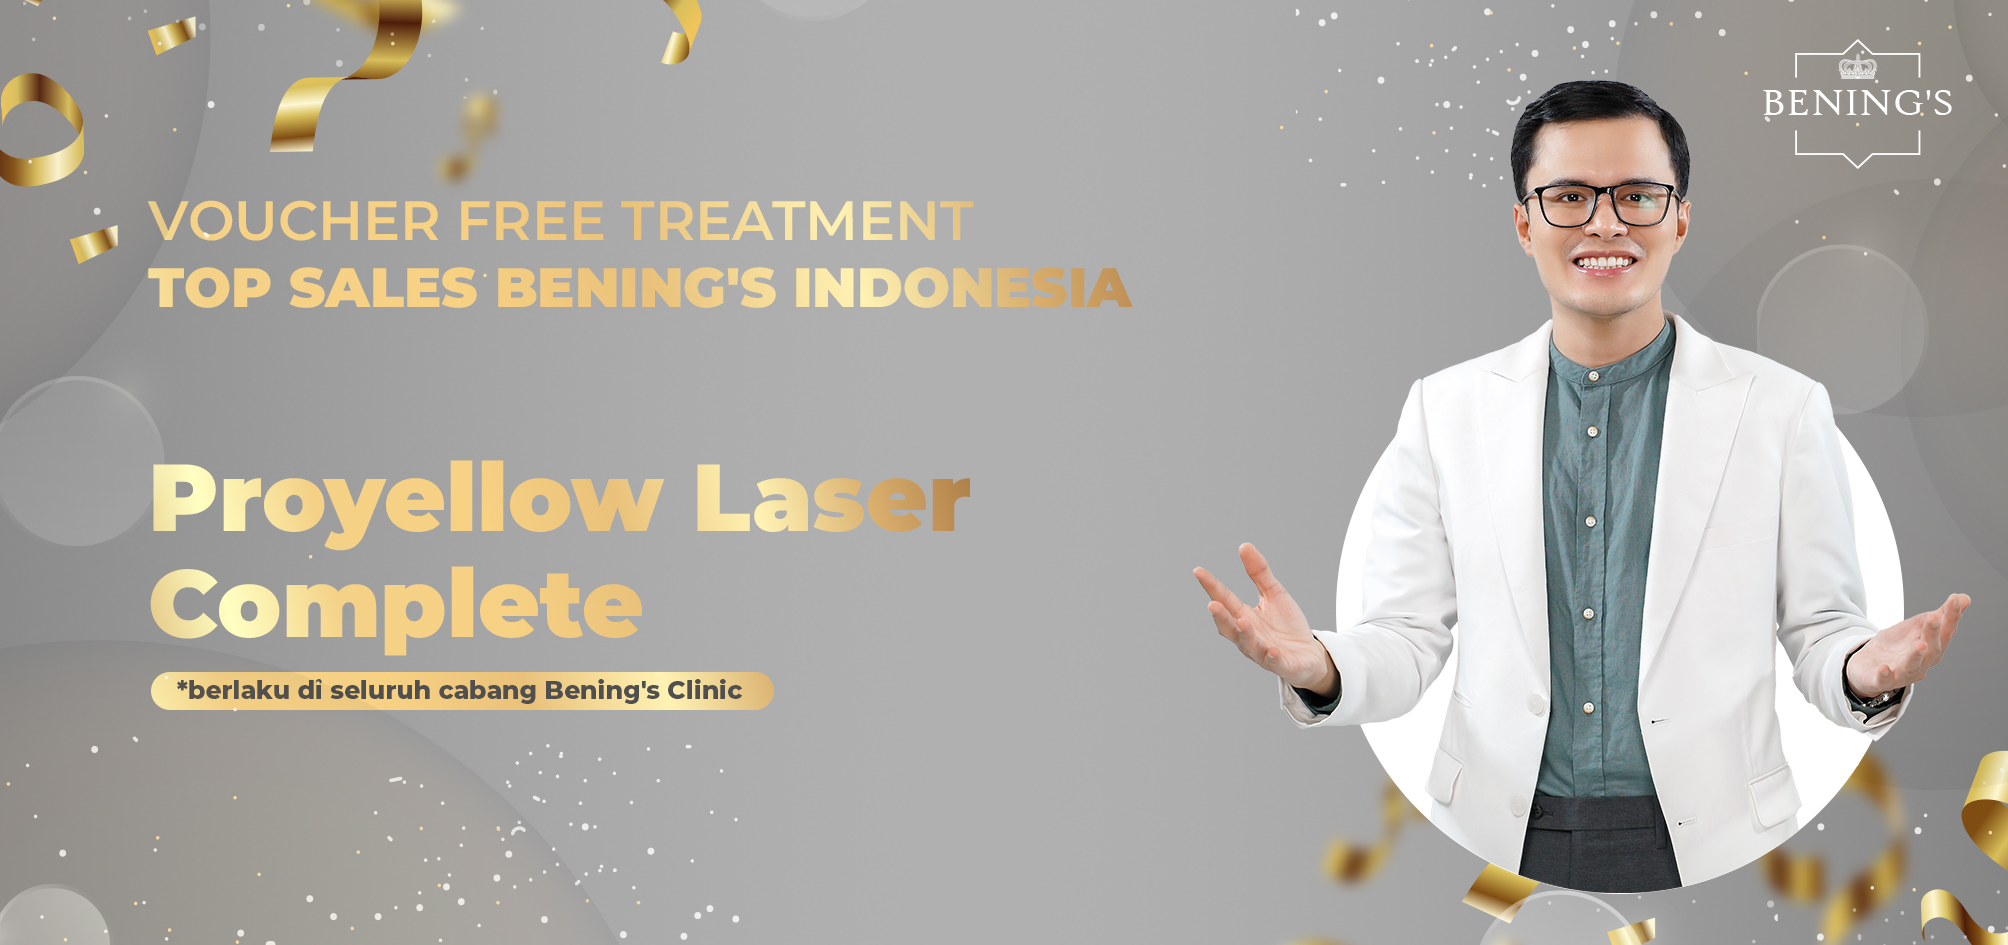 BENING'S
VOUCHER FREE TREATMENT
TOP SALES BENING'S INDONESIA
Proyellow Laser
Complete
*berlaku di seluruh cabang Bening's Clinic